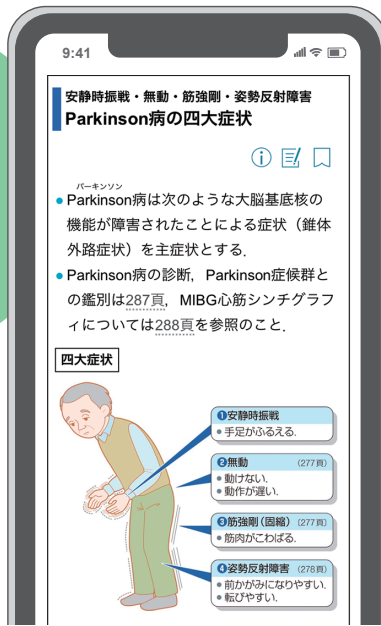 9:41
安静時振戦・無動・筋強剛・姿勢反射障害
Parkinson病の四大症状
パーキンソン
Parkinson病は次のような大脳基底核の
機能が障害されたことによる症状（錐体
外路症状）を主症状とする．
Parkinson病の診断，Parkinson症候群と
の鑑別は287頁，MIBG心筋シンチグラフ
ィについては288頁を参照のこと．
四大症状
❶安静時振戦
手足がふるえる．
❷無動 (277頁)
動けない．
動作が遅い．
❸筋強剛（固縮） (277頁)
筋肉がこわばる．
❹姿勢反射障害 (278頁)
前かがみになりやすい．
転びやすい．